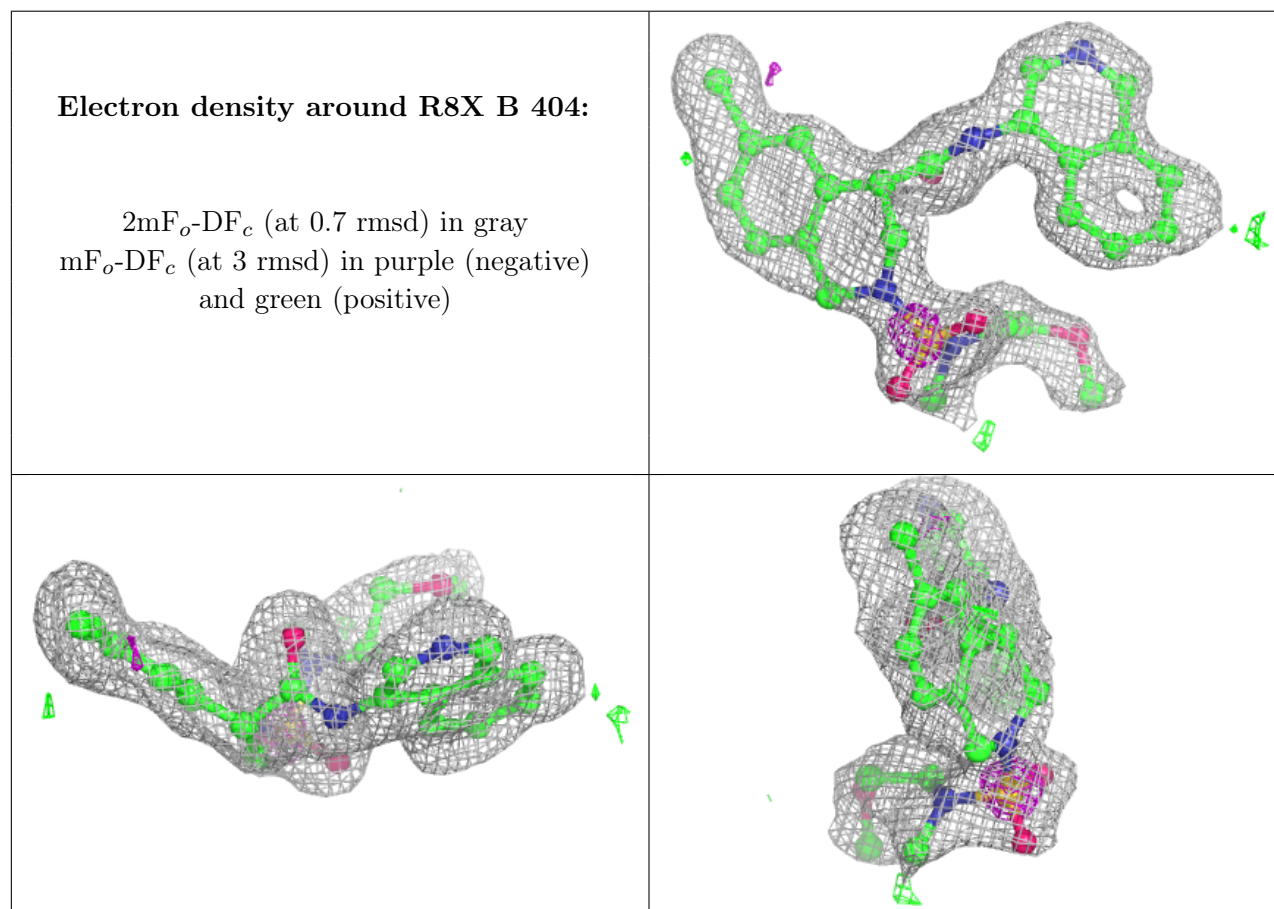 Electron density around R8X B 404:
2mFo-DFc (at 0.7 rmsd) in gray
mFo-DFc (at 3 rmsd) in purple (negative)
and green (positive)